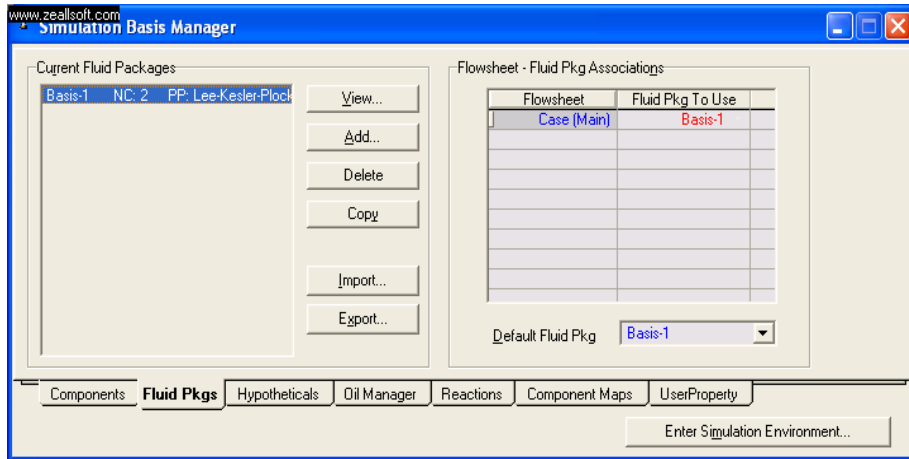 www.zeallsoft.com
Simulation Basis Manager
Current Fluid Packages
Basis-1 NC: 2 PP: Lee-Kesler-Plock
View...
Add...
Delete
Copy
Import...
Export...
Flowsheet - Fluid Pkg Associations
Flowsheet Fluid Pkg To Use
Case (Main) Basis-1
Default Fluid Pkg Basis-1
Components Fluid Pkgs Hypotheticals Oil Manager Reactions Component Maps UserProperty
Enter Simulation Environment...